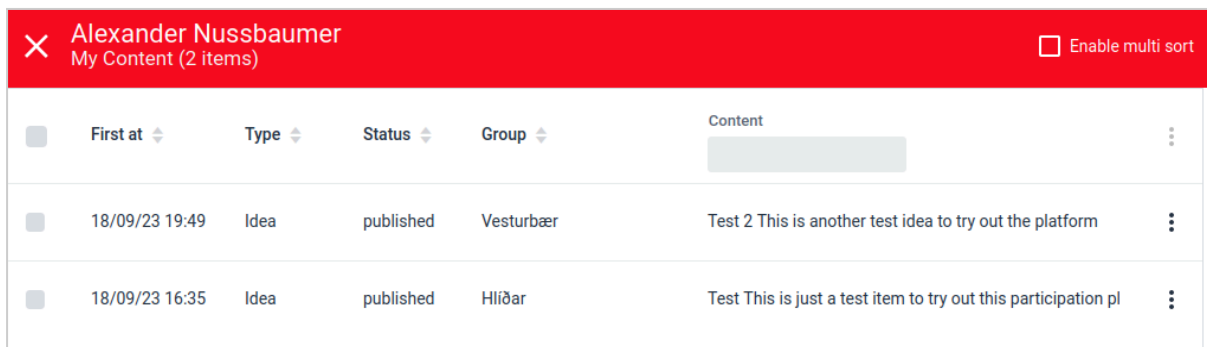 Alexander Nussbaumer
My Content (2 items)
Enable multi sort
First at Type Status Group Content
18/09/23 19:49 Idea published Vesturbær Test 2 This is another test idea to try out the platform
18/09/23 16:35 Idea published Hlíðar Test This is just a test item to try out this participation pl